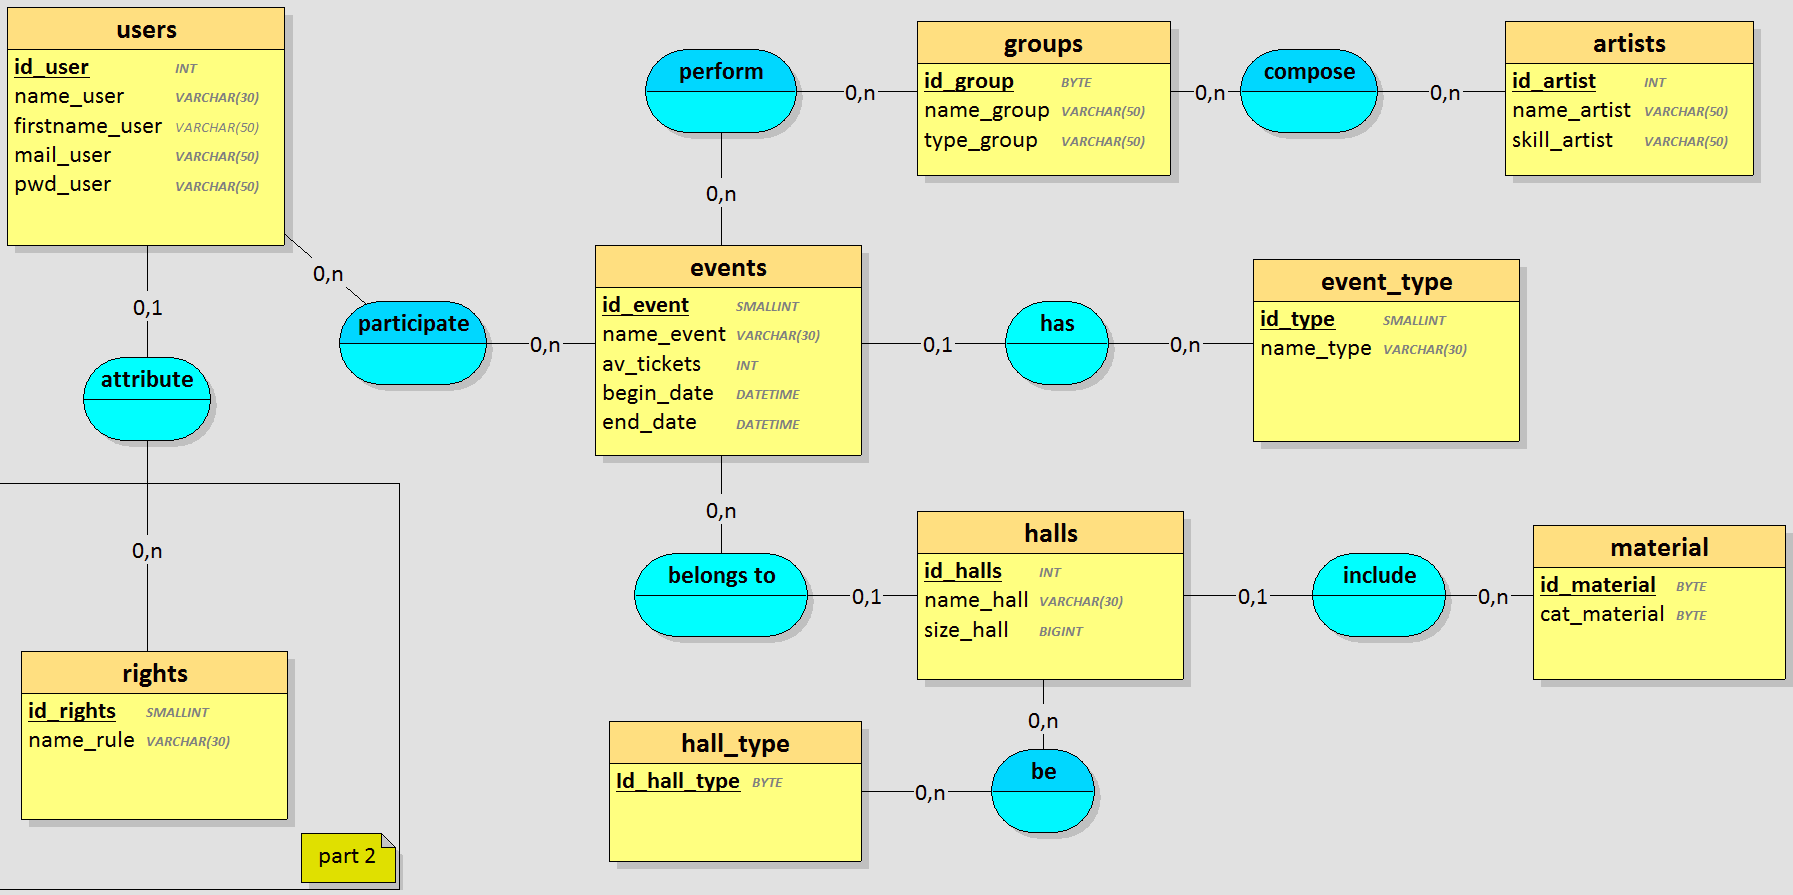 users
id_user INT
name_user VARCHAR(30)
firstname_user VARCHAR(50)
mail_user VARCHAR(50)
pwd_user VARCHAR(50)
perform
0,n
groups
id_group BYTE
name_group VARCHAR(50)
type_group VARCHAR(50)
0,n
compose
0,n
artists
id_artist INT
name_artist VARCHAR(50)
skill_artist VARCHAR(50)
0,n
0,n
0,1
participate
0,n
events
id_event SMALLINT
name_event VARCHAR(30)
av_tickets INT
begin_date DATETIME
end_date DATETIME
0,1
has
0,n
event_type
id_type SMALLINT
name_type VARCHAR(30)
attribute
0,n
0,n
belongs to
0,1
halls
id_halls INT
name_hall VARCHAR(30)
size_hall BIGINT
0,1
include
0,n
material
id_material BYTE
cat_material BYTE
rights
id_rights SMALLINT
name_rule VARCHAR(30)
part 2
0,n
hall_type
Id_hall_type BYTE
0,n
be